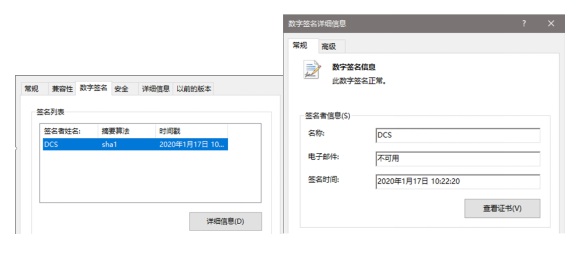 常规 兼容性 数字签名 安全 详细信息 以前的版本
签名列表
签名者姓名: 摘要算法 时间戳
DCS sha1 2020年1月17日 10...
详细信息(D)
数字签名详细信息 ? ×
常规 高级
数字签名信息
此数字签名正常。
签名者信息(S)
名称: DCS
电子邮件: 不可用
签名时间: 2020年1月17日 10:22:20
查看证书(V)